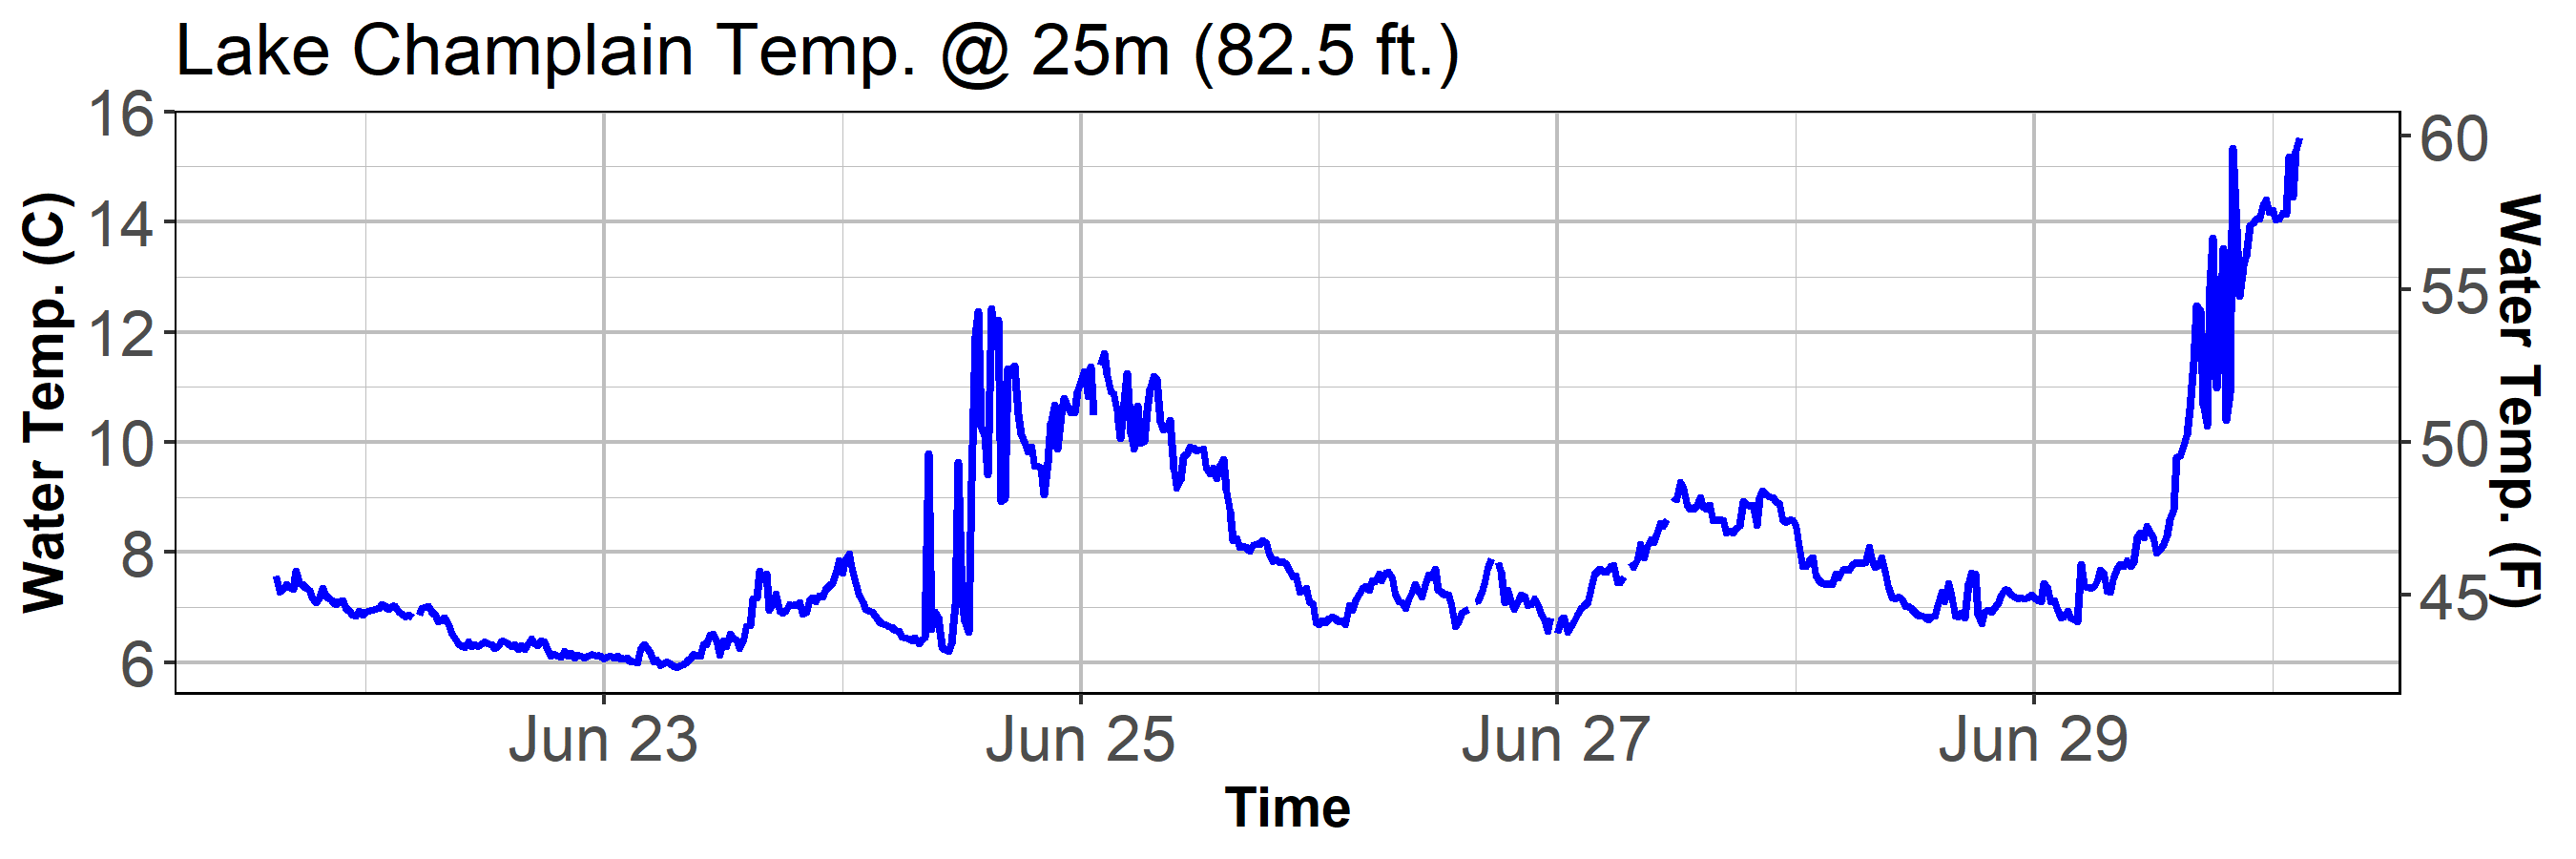 Lake Champlain Temp. @ 25m (82.5 ft.)
Water Temp. (C)
16
14
12
10
8
6
60
55
50
45
Water Temp. (F)
Jun 23 Jun 25 Jun 27 Jun 29
Time